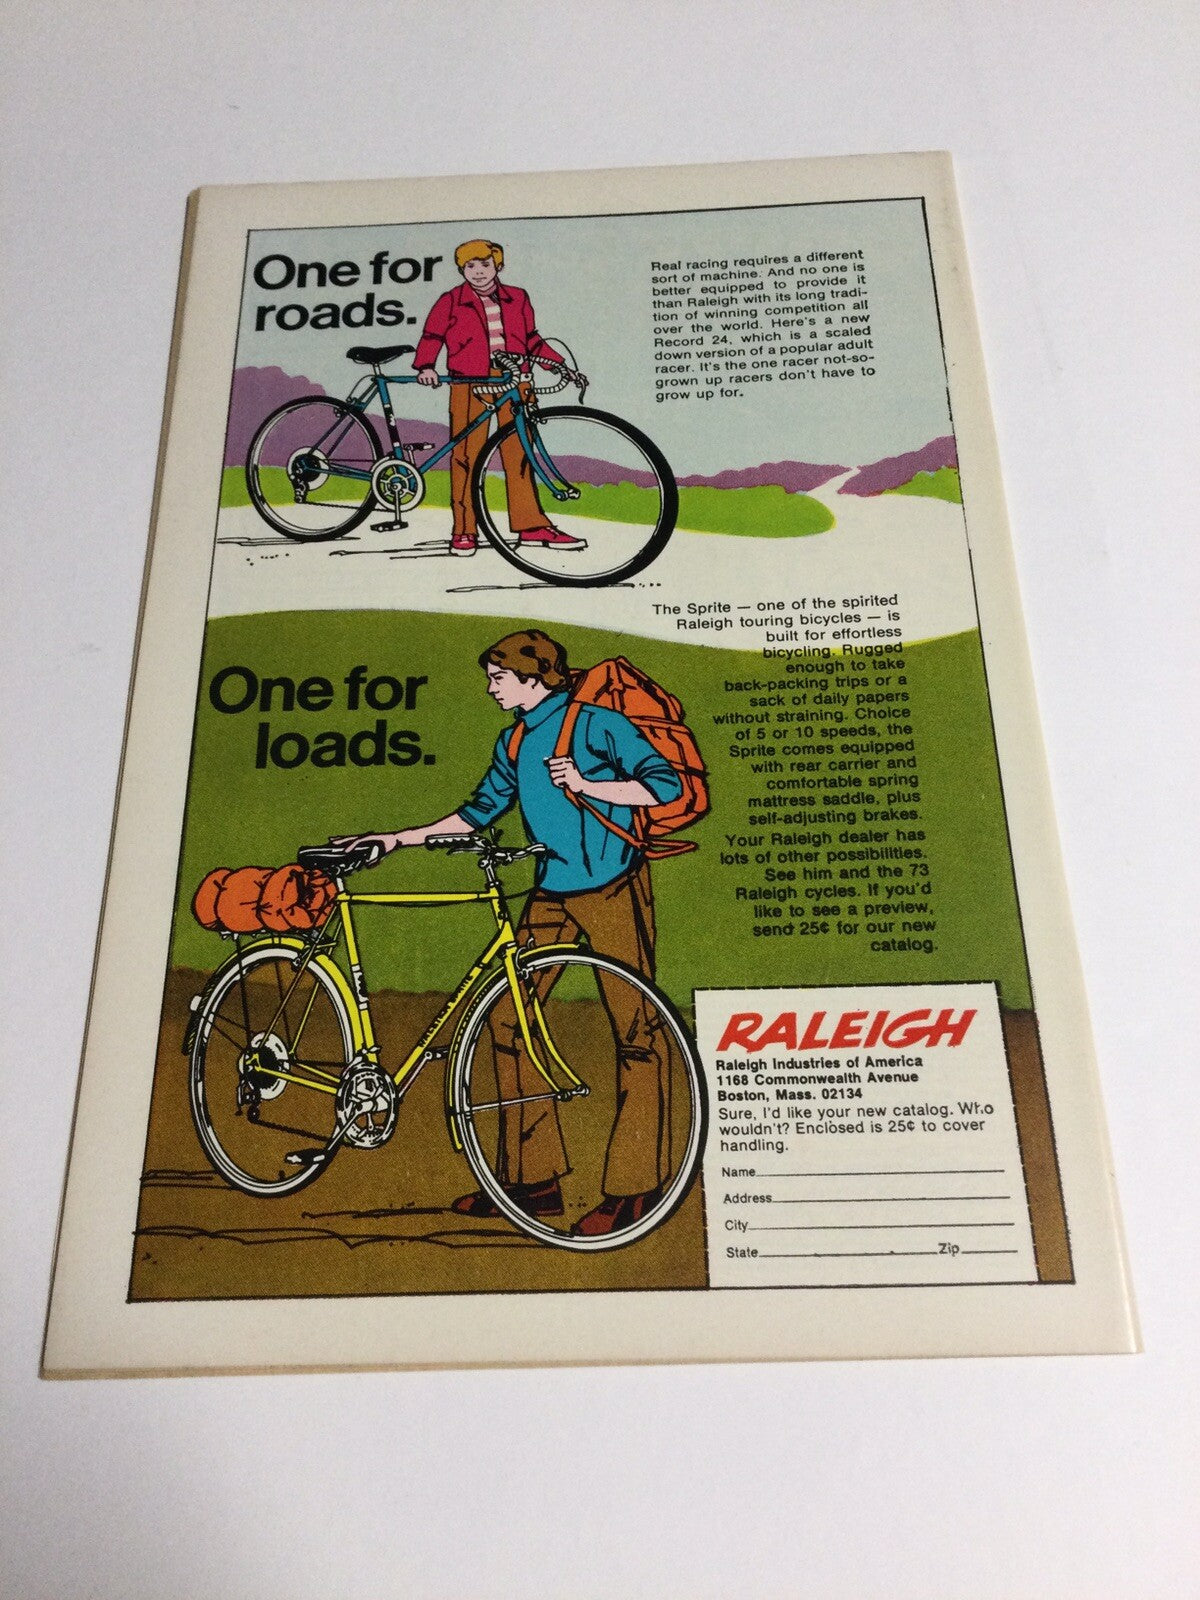 One for
roads.
Real racing requires a different
sort of machine. And no one is
better equipped to provide it
than Raleigh with its long tradi-
tion of winning competition all
over the world. Here's a new
Record 24, which is a scaled
down version of a popular adult
racer. It's the one racer not-so-
grown up racers don't have to
grow up for.
The Sprite — one of the spirited
Raleigh touring bicycles — is
built for effortless
bicycling. Rugged
enough to take
back-packing trips or a
sack of daily papers
without straining. Choice
of 5 or 10 speeds, the
Sprite comes equipped
with rear carrier and
comfortable spring
mattress saddle, plus
self-adjusting brakes.
Your Raleigh dealer has
lots of other possibilities.
See him and the 73
Raleigh cycles. If you'd
like to see a preview,
send 25¢ for our new
catalog.
One for
loads.
RALEIGH
Raleigh Industries of America
1168 Commonwealth Avenue
Boston, Mass. 02134
Sure, I'd like your new catalog. Who
wouldn't? Enclosed is 25¢ to cover
handling.
Name
Address
City
State Zip